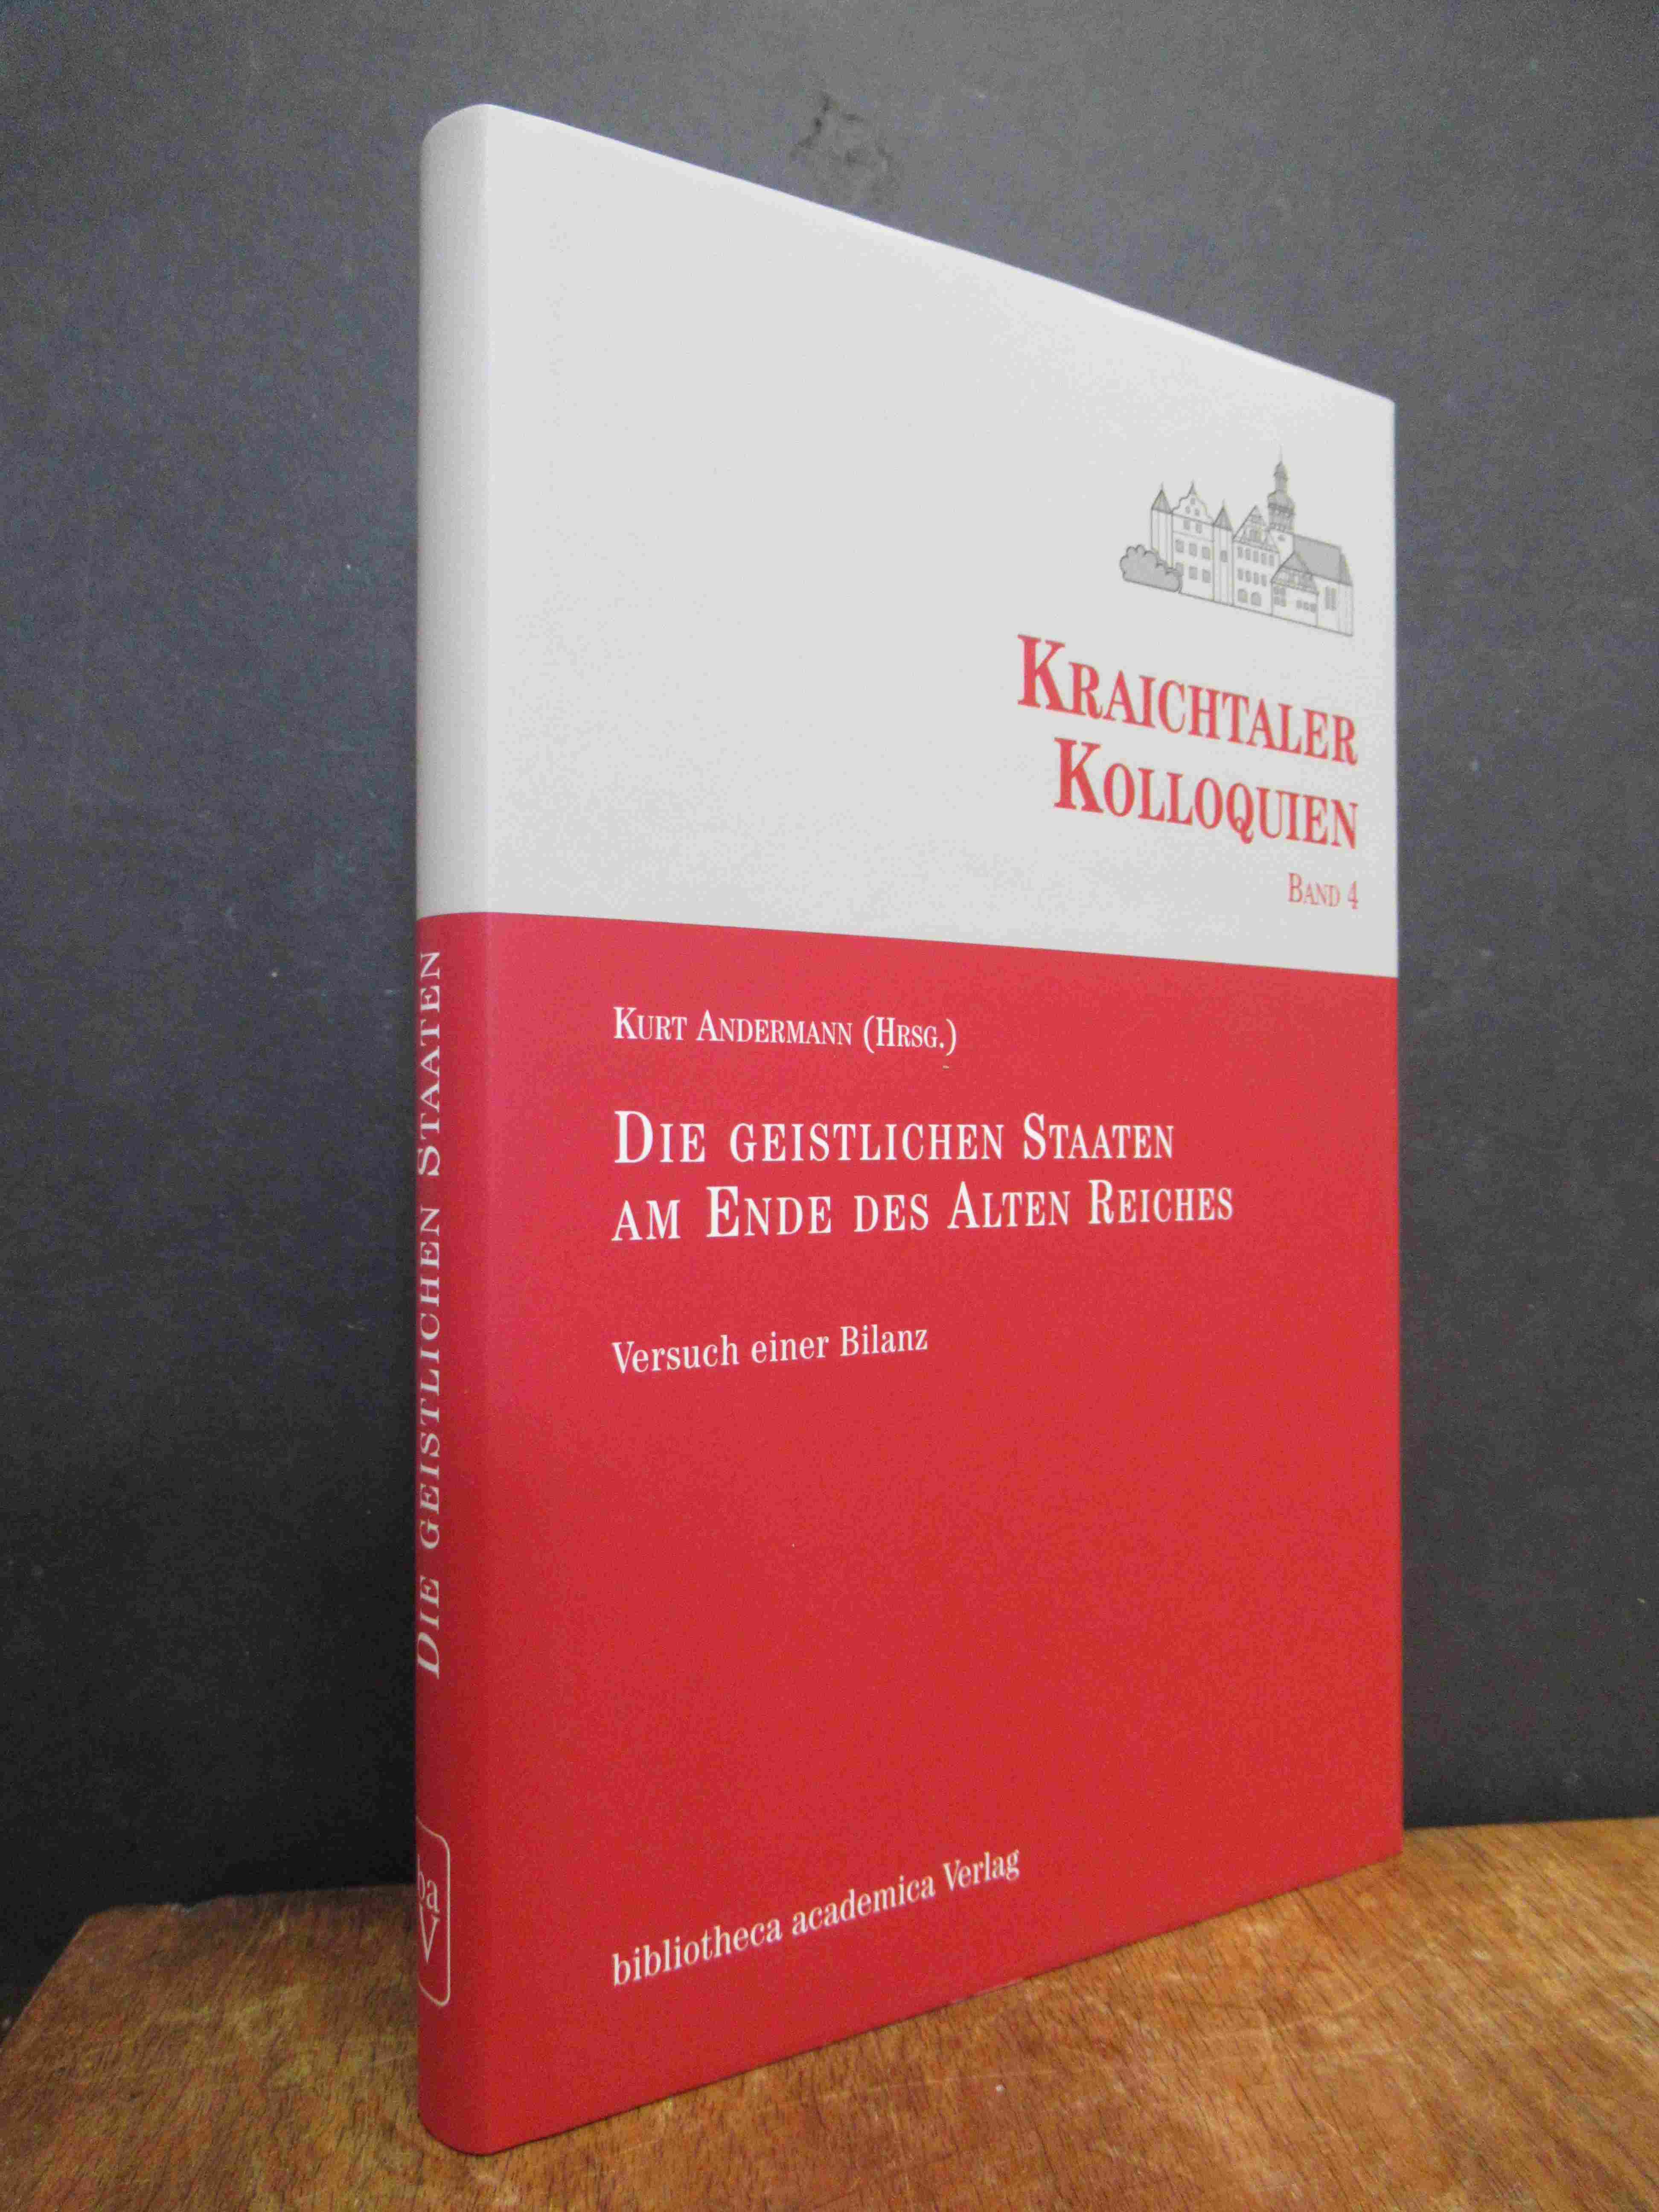 Kraichtaler
Kolloquien
Band 4
Kurt Andermann (Hrsg.)
Die geistlichen Staaten
am Ende des Alten Reiches
Versuch einer Bilanz
bibliotheca academica Verlag
Die geistlichen Staaten
ba
V